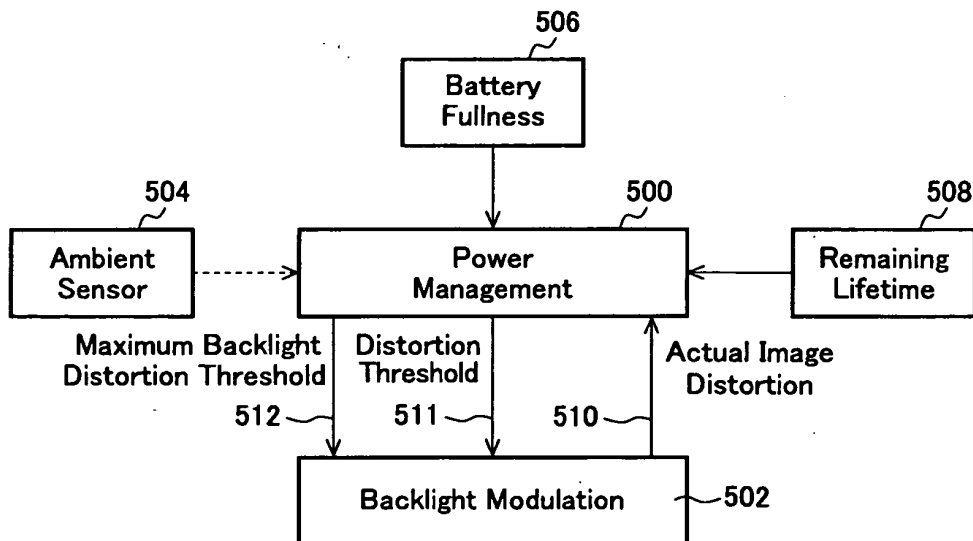 506
Battery
Fullness
504
500
508
Ambient
Sensor
Power
Management
Remaining
Lifetime
Maximum Backlight
Distortion Threshold
Distortion
Threshold
Actual Image
Distortion
512
511
510
Backlight Modulation
502